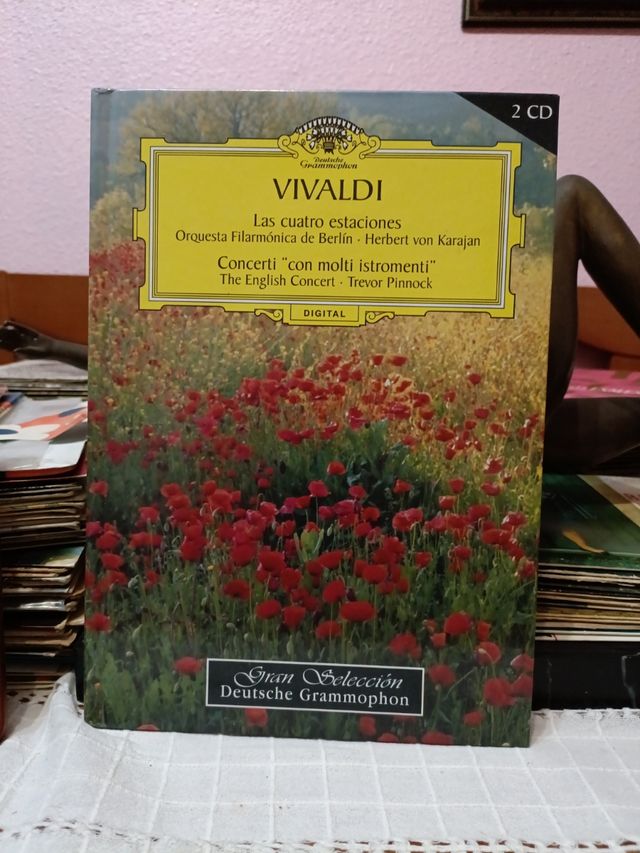 2 CD
Deutsche
Grammophon
VIVALDI
Las cuatro estaciones
Orquesta Filarmónica de Berlín · Herbert von Karajan
Concerti "con molti istromenti"
The English Concert · Trevor Pinnock
DIGITAL
Gran Selección
Deutsche Grammophon